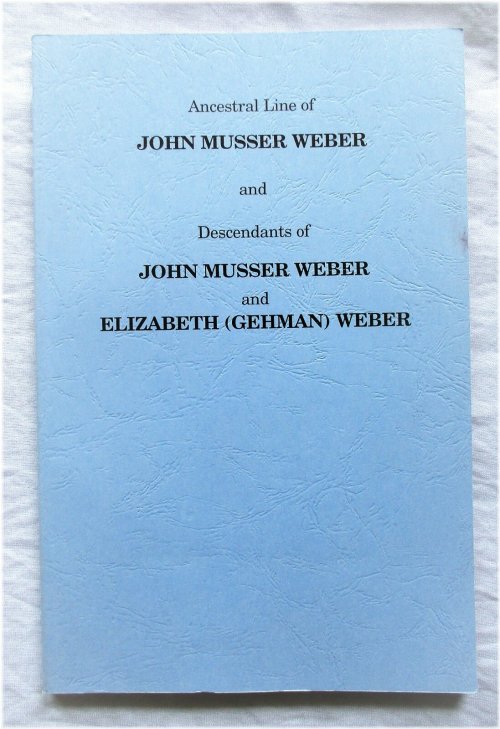 Ancestral Line of
JOHN MUSSER WEBER
and
Descendants of
JOHN MUSSER WEBER
and
ELIZABETH (GEHMAN) WEBER